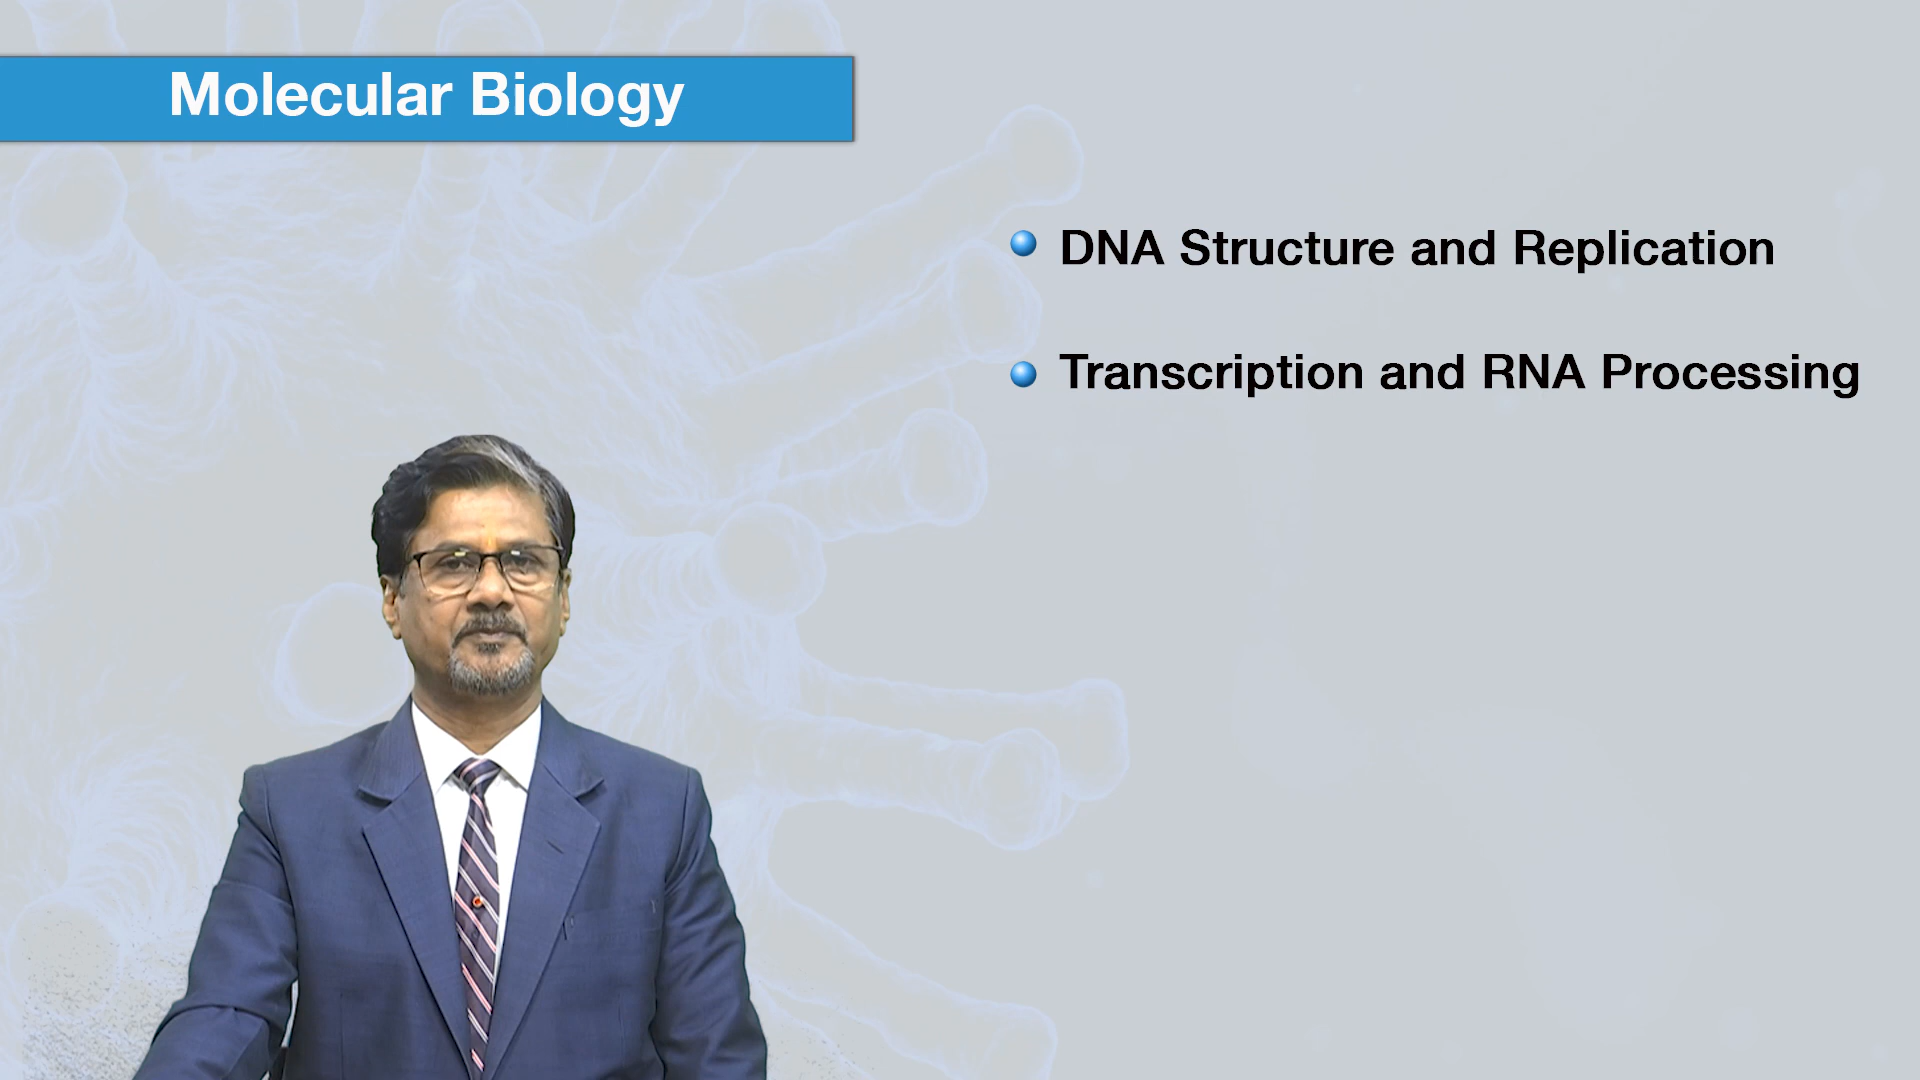 Molecular Biology
DNA Structure and Replication
Transcription and RNA Processing